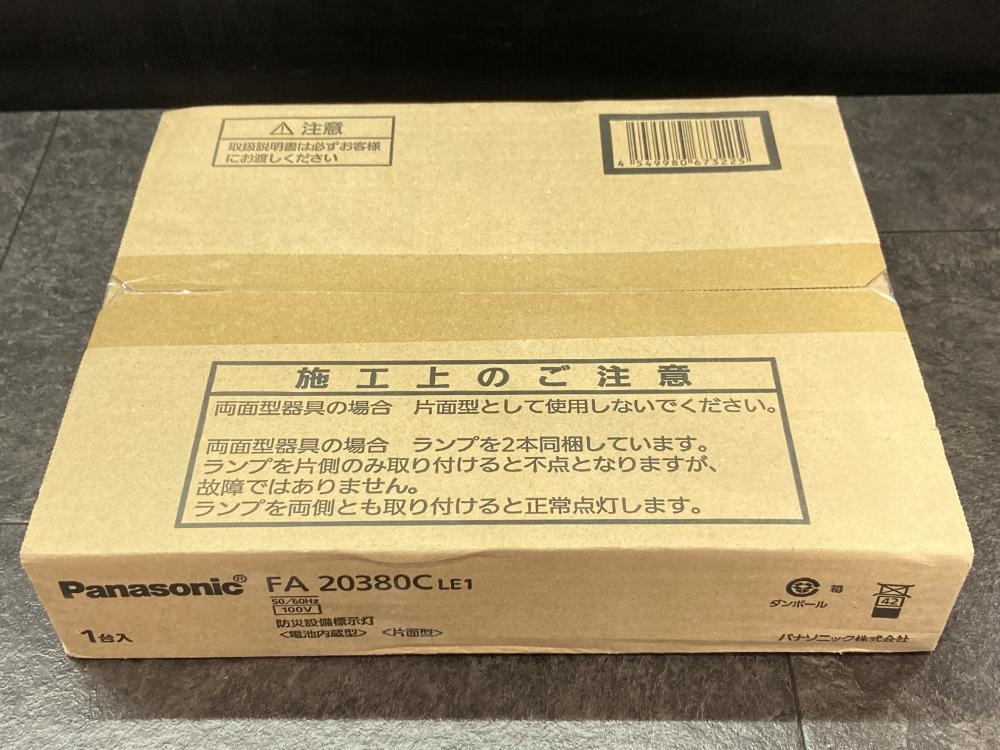 ⚠ 注意
取扱説明書は必ずお客様
にお渡しください
4 549980 673225
施工上のご注意
両面型器具の場合　片面型として使用しないでください。
両面型器具の場合　ランプを2本同梱しています。
ランプを片側のみ取り付けると不点となりますが、
故障ではありません。
ランプを両側とも取り付けると正常点灯します。
Panasonic® FA 20380C LE1
50/60Hz
100V
防災設備標示灯
<電池内蔵型> <片面型>
1台入
箱
ダンボール
42
パナソニック株式会社